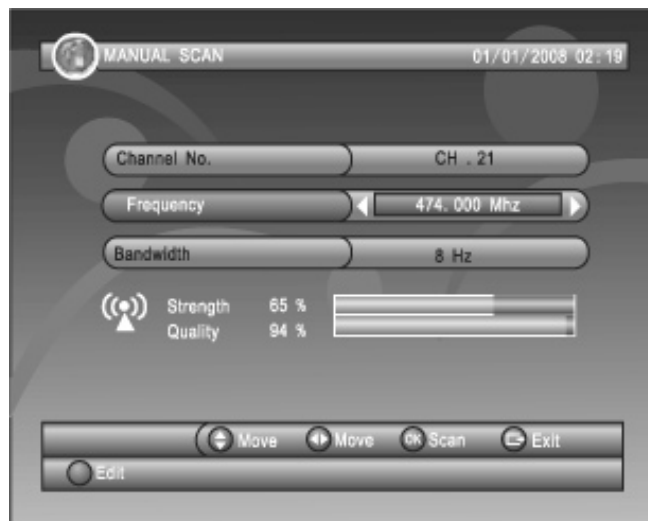 MANUAL SCAN 01/01/2008 02:19
Channel No. CH . 21
Frequency 474. 000 Mhz
Bandwidth 8 Hz
Strength 65 %
Quality 94 %
Move Move OK Scan Exit
Edit